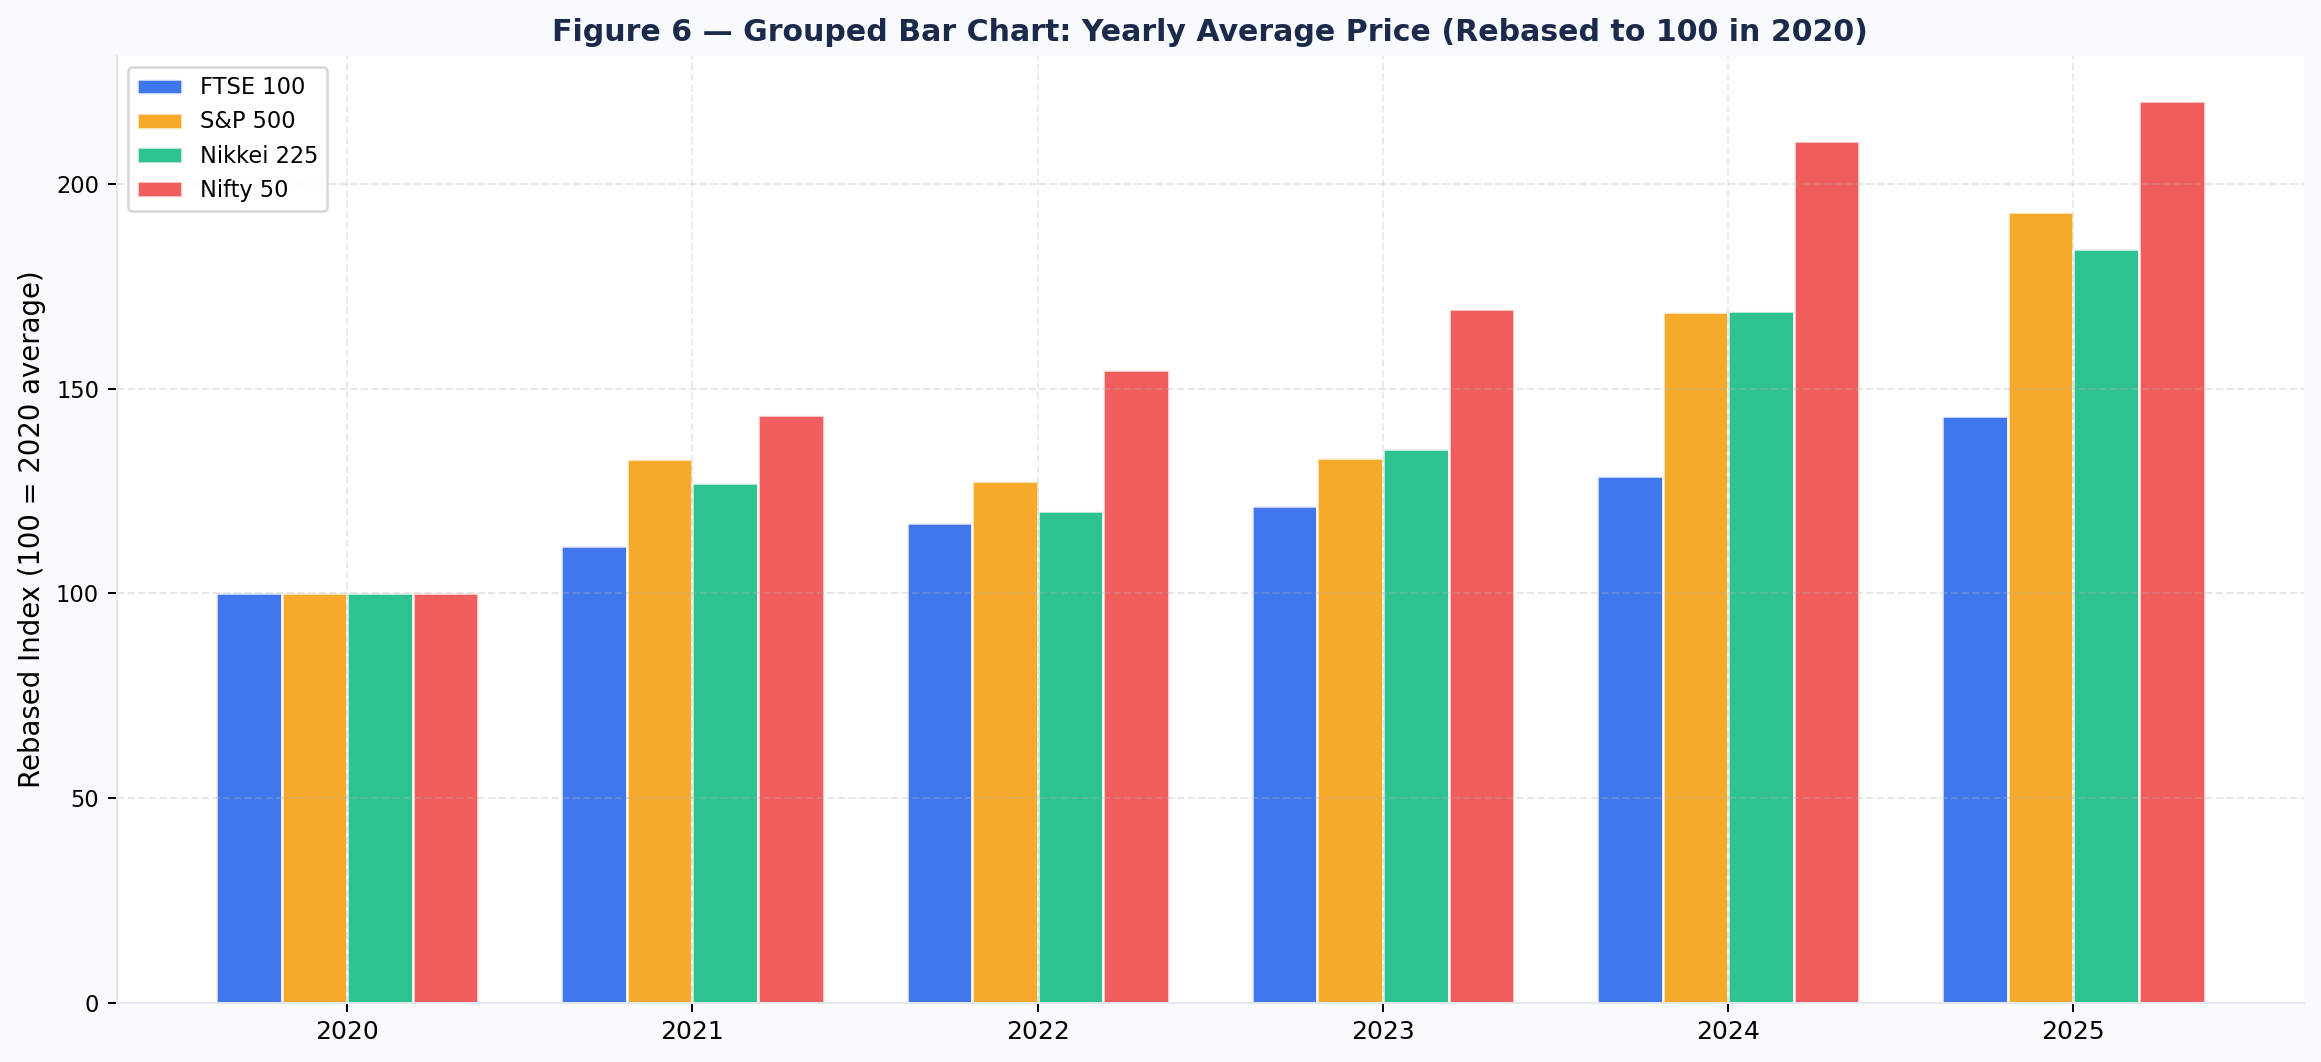 Figure 6 — Grouped Bar Chart: Yearly Average Price (Rebased to 100 in 2020)
FTSE 100
S&P 500
Nikkei 225
Nifty 50
Rebased Index (100 = 2020 average)
200
150
100
50
0
2020 2021 2022 2023 2024 2025